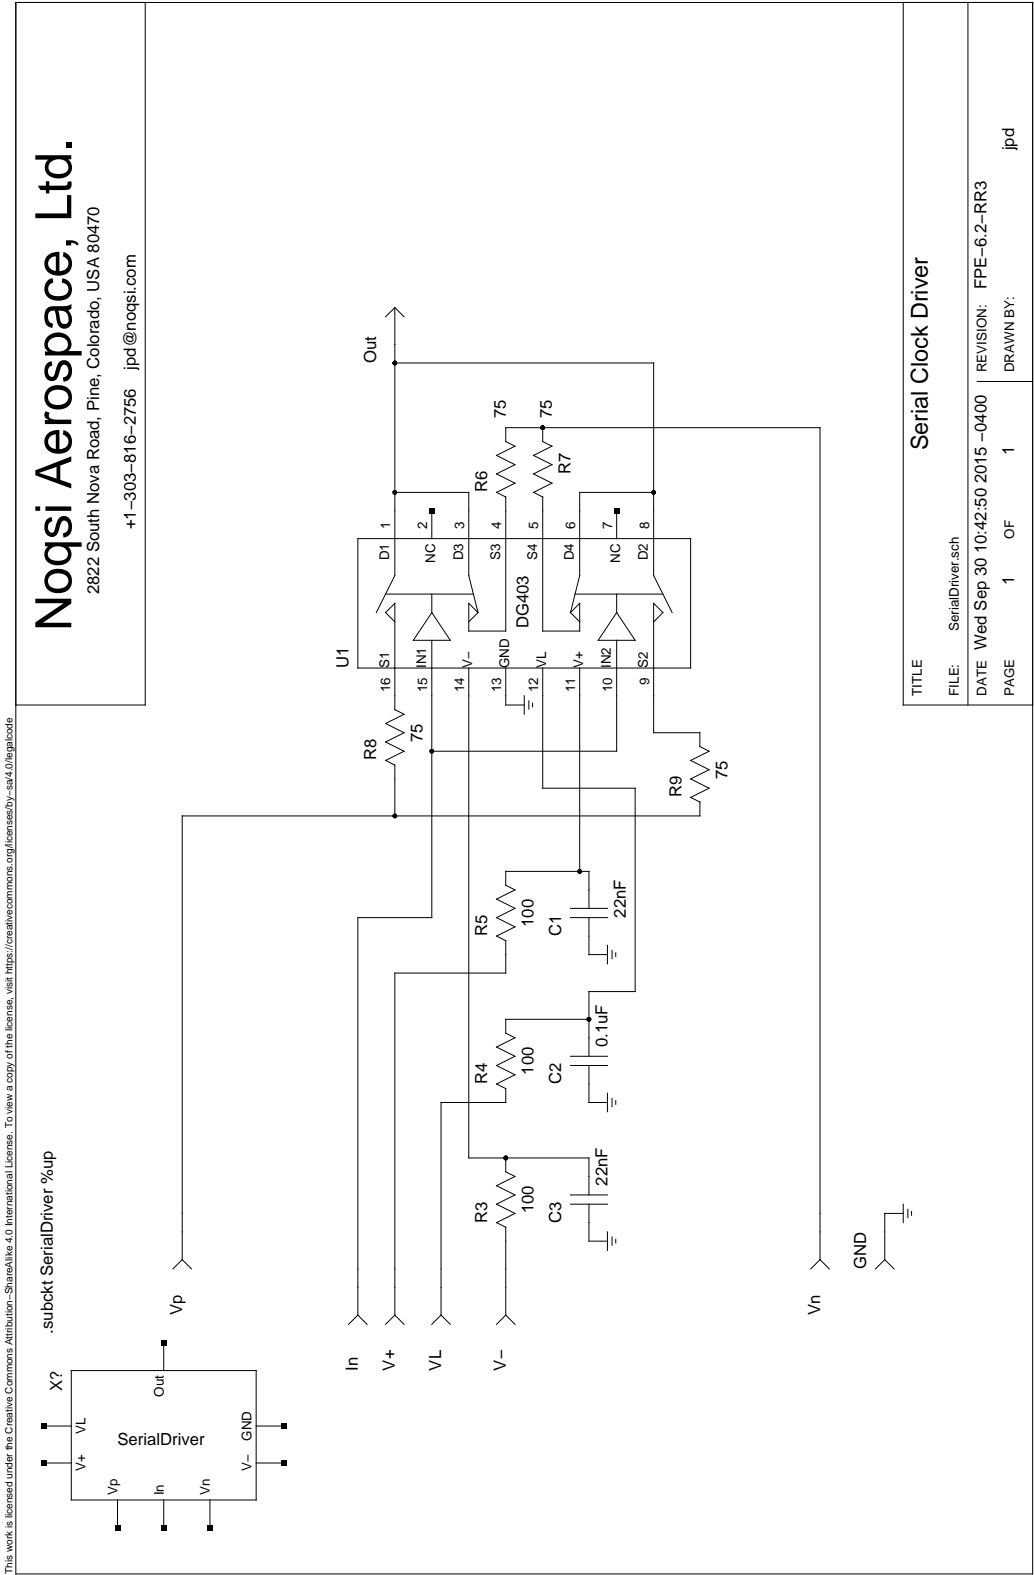 This work is licensed under the Creative Commons Attribution−ShareAlike 4.0 International License. To view a copy of the license, visit https://creativecommons.org/licenses/by−sa/4.0/legalcode
Noqsi Aerospace, Ltd.
2822 South Nova Road, Pine, Colorado, USA 80470
+1−303−816−2756 jpd@noqsi.com
.subckt SerialDriver %up
X?
V+
VL
Vp
In
Vn
Out
SerialDriver
V−
GND
Vp
In
V+
VL
V−
Vn
GND
R3
100
C3
22nF
R4
100
C2
0.1uF
R5
100
C1
22nF
R8
75
R9
75
U1
DG403
16 S1
15 IN1
14 V−
13 GND
12 VL
11 V+
10 IN2
9 S2
D1 1
NC 2
D3 3
S3 4
S4 5
D4 6
NC 7
D2 8
R6
75
R7
75
Out
TITLE
Serial Clock Driver
FILE: SerialDriver.sch
DATE Wed Sep 30 10:42:50 2015 −0400
REVISION: FPE−6.2−RR3
PAGE 1 OF 1
DRAWN BY: jpd